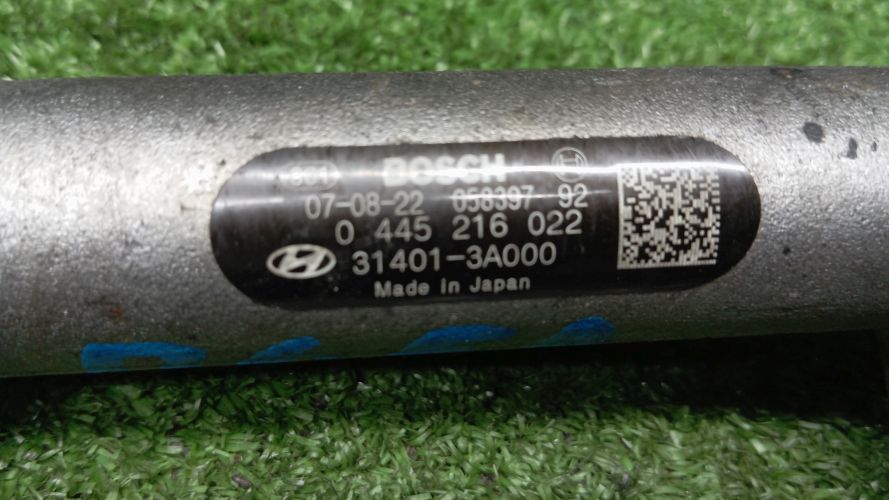 BOSCH
07-08-22 058397 92
0 445 216 022
31401-3A000
Made in Japan